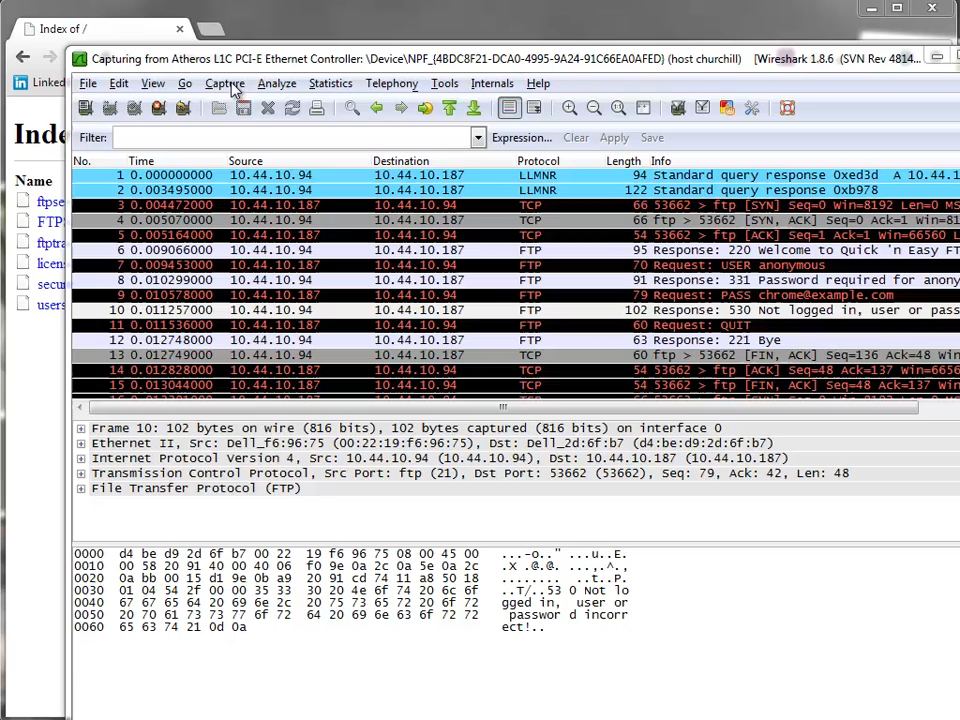 Index of /
Capturing from Atheros L1C PCI-E Ethernet Controller: \Device\NPF_{4BDC8F21-DCA0-4995-9A24-91C66EA0AFED} (host churchill) [Wireshark 1.8.6 (SVN Rev 4814...
LinkedI
File Edit View Go Capture Analyze Statistics Telephony Tools Internals Help
Inde
Filter: Expression... Clear Apply Save
Name
ftpse
FTPS
ftptra
licens
secur
users
No. Time Source Destination Protocol Length Info
1 0.000000000 10.44.10.94 10.44.10.187 LLMNR 94 Standard query response 0xed3d A 10.44.1
2 0.003495000 10.44.10.94 10.44.10.187 LLMNR 122 Standard query response 0xb978
3 0.004472000 10.44.10.187 10.44.10.94 TCP 66 53662 > ftp [SYN] Seq=0 Win=8192 Len=0 MS
4 0.005070000 10.44.10.94 10.44.10.187 TCP 66 ftp > 53662 [SYN, ACK] Seq=0 Ack=1 Win=81
5 0.005164000 10.44.10.187 10.44.10.94 TCP 54 53662 > ftp [ACK] Seq=1 Ack=1 Win=66560 L
6 0.009066000 10.44.10.94 10.44.10.187 FTP 95 Response: 220 Welcome to Quick 'n Easy FT
7 0.009453000 10.44.10.187 10.44.10.94 FTP 70 Request: USER anonymous
8 0.010299000 10.44.10.94 10.44.10.187 FTP 91 Response: 331 Password required for anony
9 0.010578000 10.44.10.187 10.44.10.94 FTP 79 Request: PASS chrome@example.com
10 0.011257000 10.44.10.94 10.44.10.187 FTP 102 Response: 530 Not logged in, user or pass
11 0.011536000 10.44.10.187 10.44.10.94 FTP 60 Request: QUIT
12 0.012748000 10.44.10.94 10.44.10.187 FTP 63 Response: 221 Bye
13 0.012749000 10.44.10.94 10.44.10.187 TCP 60 ftp > 53662 [FIN, ACK] Seq=136 Ack=48 Win
14 0.012828000 10.44.10.187 10.44.10.94 TCP 54 53662 > ftp [ACK] Seq=48 Ack=137 Win=6656
15 0.013044000 10.44.10.187 10.44.10.94 TCP 54 53662 > ftp [FIN, ACK] Seq=48 Ack=137 Win
Frame 10: 102 bytes on wire (816 bits), 102 bytes captured (816 bits) on interface 0
Ethernet II, Src: Dell_f6:96:75 (00:22:19:f6:96:75), Dst: Dell_2d:6f:b7 (d4:be:d9:2d:6f:b7)
Internet Protocol Version 4, Src: 10.44.10.94 (10.44.10.94), Dst: 10.44.10.187 (10.44.10.187)
Transmission Control Protocol, Src Port: ftp (21), Dst Port: 53662 (53662), Seq: 79, Ack: 42, Len: 48
File Transfer Protocol (FTP)
0000 d4 be d9 2d 6f b7 00 22 19 f6 96 75 08 00 45 00 ...-o.." ...u..E.
0010 00 58 20 91 40 00 40 06 f0 9e 0a 2c 0a 5e 0a 2c .X .@.@. ...,.^.,
0020 0a bb 00 15 d1 9e 0b a9 20 91 cd 74 11 a8 50 18 ........ ..t..P.
0030 01 04 54 2f 00 00 35 33 30 20 4e 6f 74 20 6c 6f ..T/..53 0 Not lo
0040 67 67 65 64 20 69 6e 2c 20 75 73 65 72 20 6f 72 gged in, user or
0050 20 70 61 73 73 77 6f 72 64 20 69 6e 63 6f 72 72 passwor d incorr
0060 65 63 74 21 0d 0a ect!..